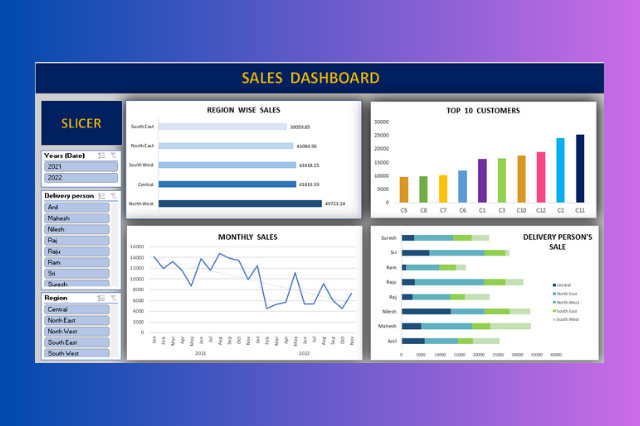 SALES DASHBOARD
SLICER
Years (Date)
2021
2022
Delivery person
Anil
Mahesh
Nilesh
Raj
Raju
Ram
Sri
Suresh
Region
Central
North East
North West
South East
South West
REGION WISE SALES
South East
North East 41084.96
South West 41818.25
Central 41839.39
North West 49723.24
TOP 10 CUSTOMERS
30000
25000
20000
15000
10000
5000
0
C5 C8 C7 C6 C1 C3 C10 C12 C2 C11
MONTHLY SALES
16000
14000
12000
10000
8000
6000
4000
2000
0
Jan Feb Mar Apr May Jun Jul Aug Sep Oct Nov Dec Jan Feb Mar Apr May Jun Jul Aug Sep Oct Nov
2021 2022
DELIVERY PERSON'S
SALE
Suresh
Sri
Ram
Raju
Raj
Nilesh
Mahesh
Anil
0 5000 10000 15000 20000 25000 30000 35000 40000
Central
North East
North West
South East
South West